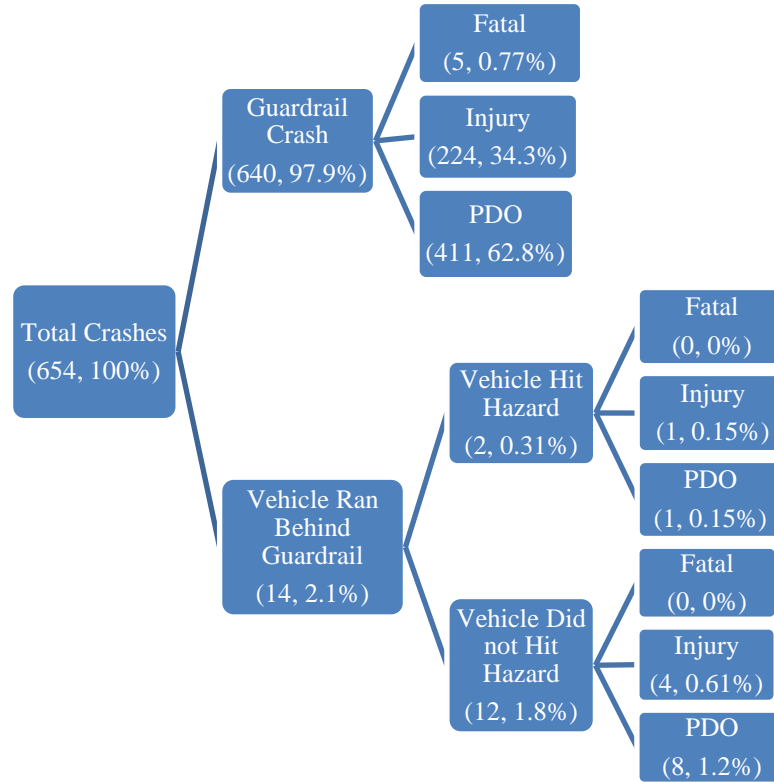 Total Crashes
(654, 100%)
Guardrail
Crash
(640, 97.9%)
Fatal
(5, 0.77%)
Injury
(224, 34.3%)
PDO
(411, 62.8%)
Vehicle Ran
Behind
Guardrail
(14, 2.1%)
Vehicle Hit
Hazard
(2, 0.31%)
Fatal
(0, 0%)
Injury
(1, 0.15%)
PDO
(1, 0.15%)
Vehicle Did
not Hit
Hazard
(12, 1.8%)
Fatal
(0, 0%)
Injury
(4, 0.61%)
PDO
(8, 1.2%)